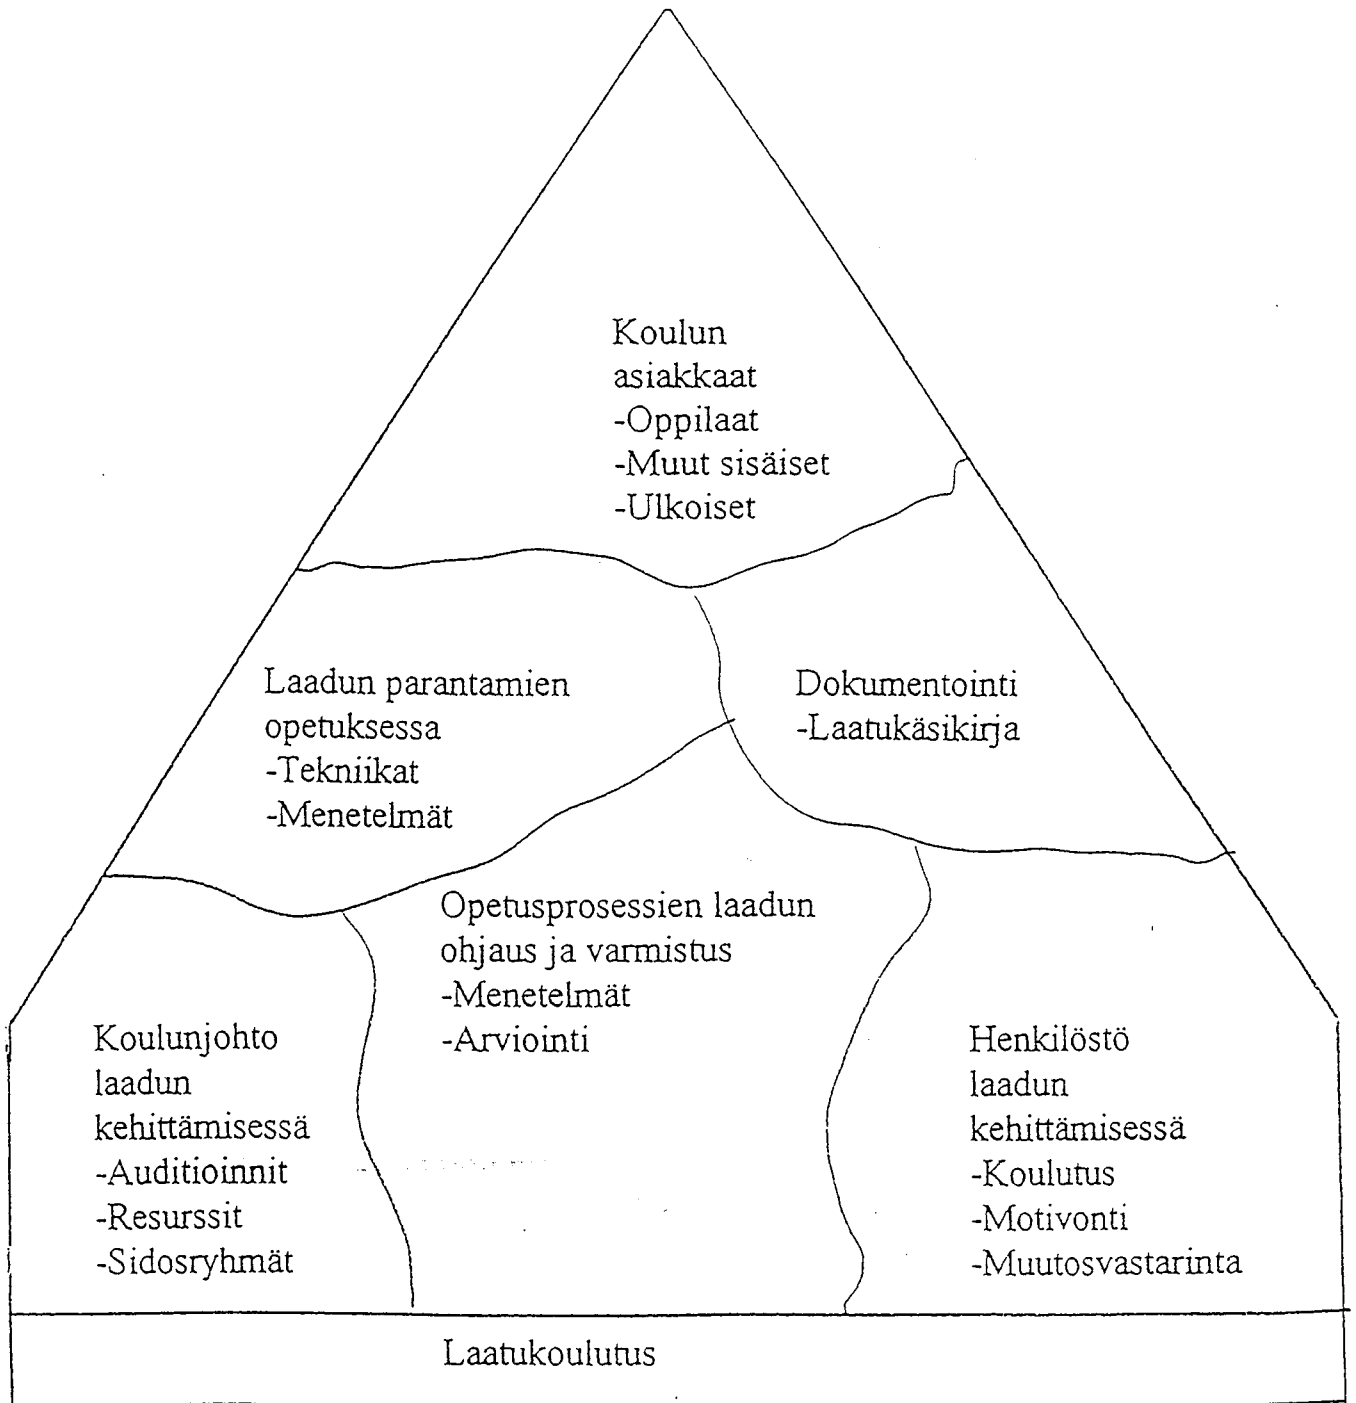 Koulun
asiakkaat
-Oppilaat
-Muut sisäiset
-Ulkoiset
Laadun parantamien
opetuksessa
-Tekniikat
-Menetelmät
Dokumentointi
-Laatukäsikirja
Opetusprosessien laadun
ohjaus ja varmistus
-Menetelmät
-Arviointi
Koulunjohto
laadun
kehittämisessä
-Auditioinnit
-Resurssit
-Sidosryhmät
Henkilöstö
laadun
kehittämisessä
-Koulutus
-Motivonti
-Muutosvastarinta
Laatukoulutus